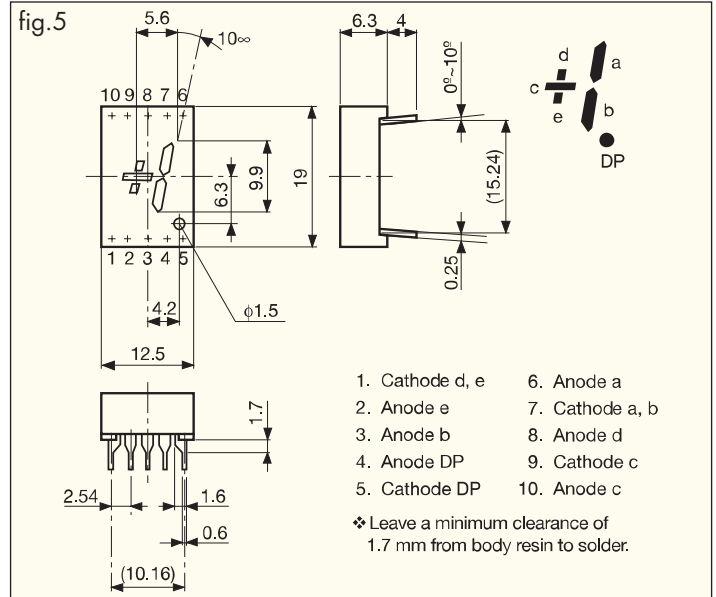 fig.5
5.6
10∞
6.3
4
0º~10º
d
a
c
e
b
DP
10 9 8 7 6
9.9
6.3
19
(15.24)
0.25
1 2 3 4 5
4.2
ϕ1.5
12.5
1.7
2.54
1.6
0.6
(10.16)
1. Cathode d, e
2. Anode e
3. Anode b
4. Anode DP
5. Cathode DP
6. Anode a
7. Cathode a, b
8. Anode d
9. Cathode c
10. Anode c
❖ Leave a minimum clearance of
1.7 mm from body resin to solder.